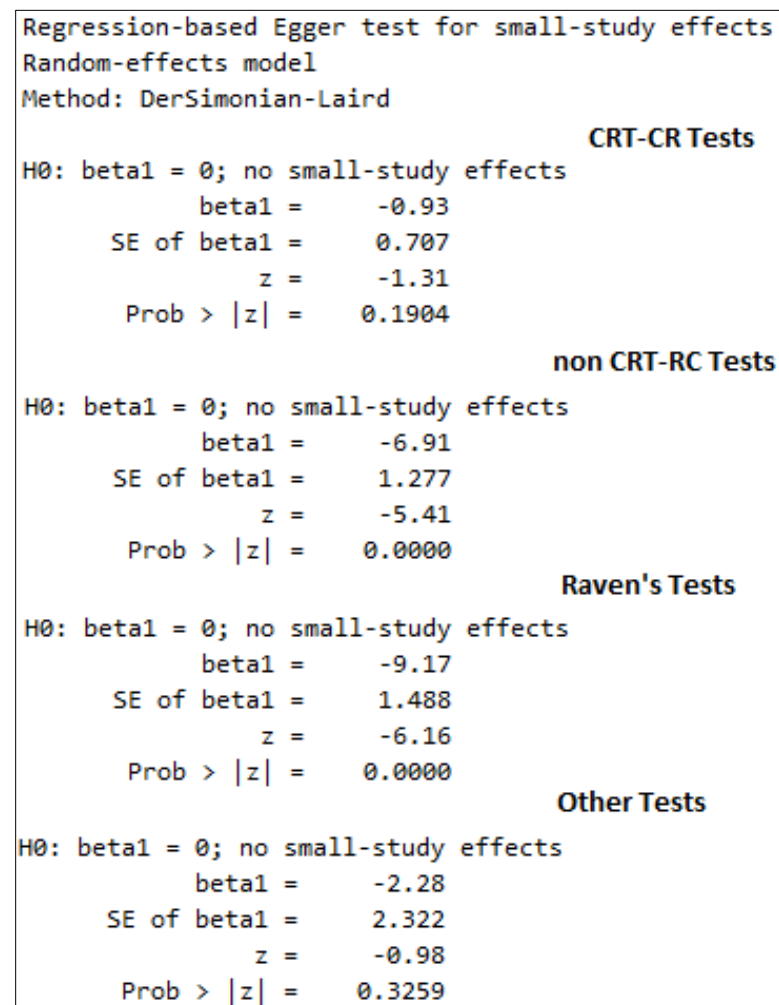 Regression-based Egger test for small-study effects
Random-effects model
Method: DerSimonian-Laird
CRT-CR Tests
H0: beta1 = 0; no small-study effects
beta1 = -0.93
SE of beta1 = 0.707
z = -1.31
Prob > |z| = 0.1904
non CRT-RC Tests
H0: beta1 = 0; no small-study effects
beta1 = -6.91
SE of beta1 = 1.277
z = -5.41
Prob > |z| = 0.0000
Raven's Tests
H0: beta1 = 0; no small-study effects
beta1 = -9.17
SE of beta1 = 1.488
z = -6.16
Prob > |z| = 0.0000
Other Tests
H0: beta1 = 0; no small-study effects
beta1 = -2.28
SE of beta1 = 2.322
z = -0.98
Prob > |z| = 0.3259